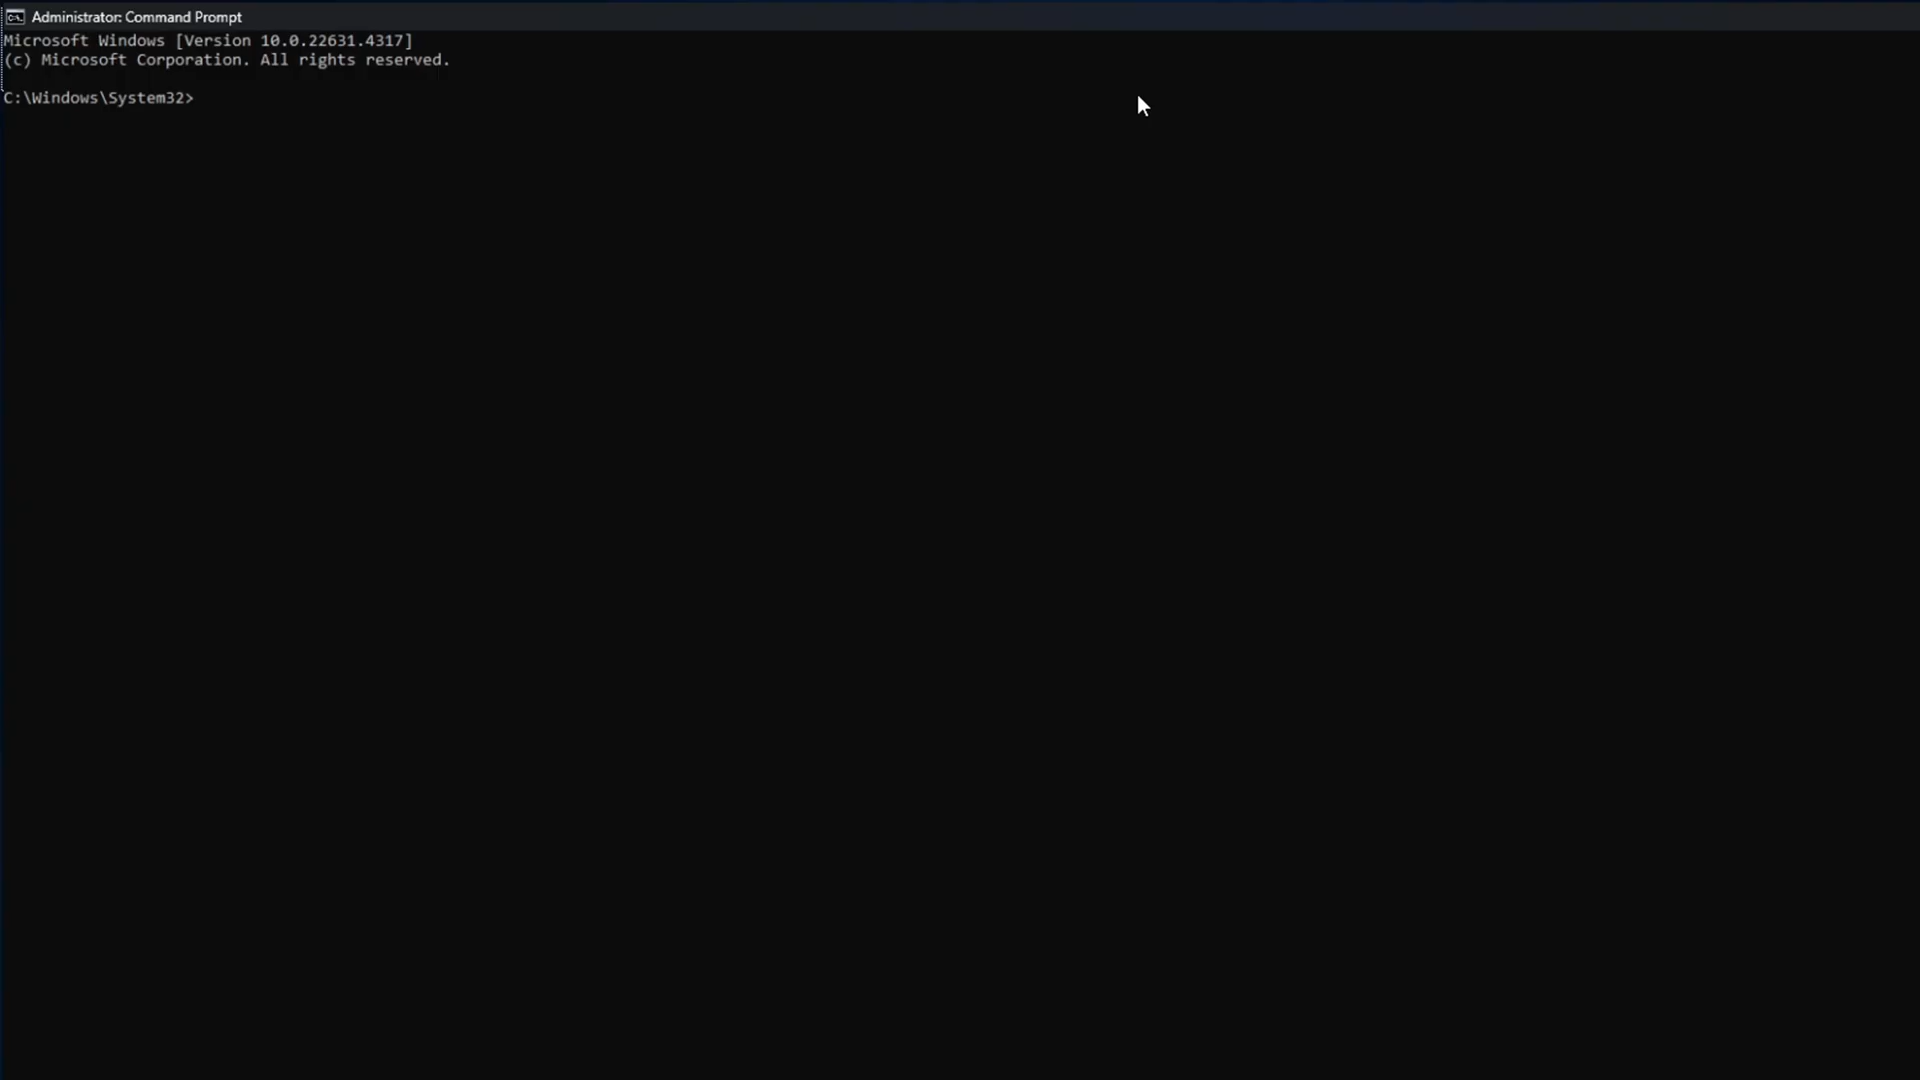 Administrator: Command Prompt
Microsoft Windows [Version 10.0.22631.4317]
(c) Microsoft Corporation. All rights reserved.
C:\Windows\System32>